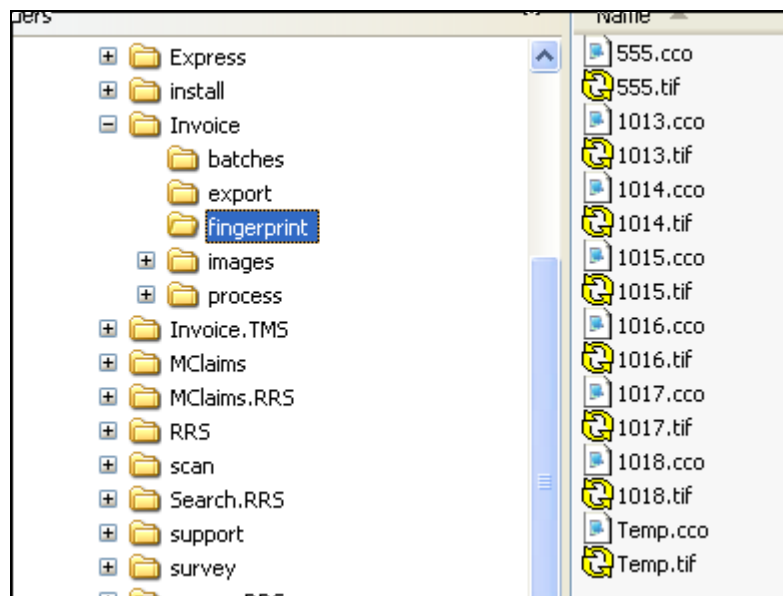 Name
Express
install
Invoice
batches
export
fingerprint
images
process
Invoice.TMS
MClaims
MClaims.RRS
RRS
scan
Search.RRS
support
survey
555.cco
555.tif
1013.cco
1013.tif
1014.cco
1014.tif
1015.cco
1015.tif
1016.cco
1016.tif
1017.cco
1017.tif
1018.cco
1018.tif
Temp.cco
Temp.tif